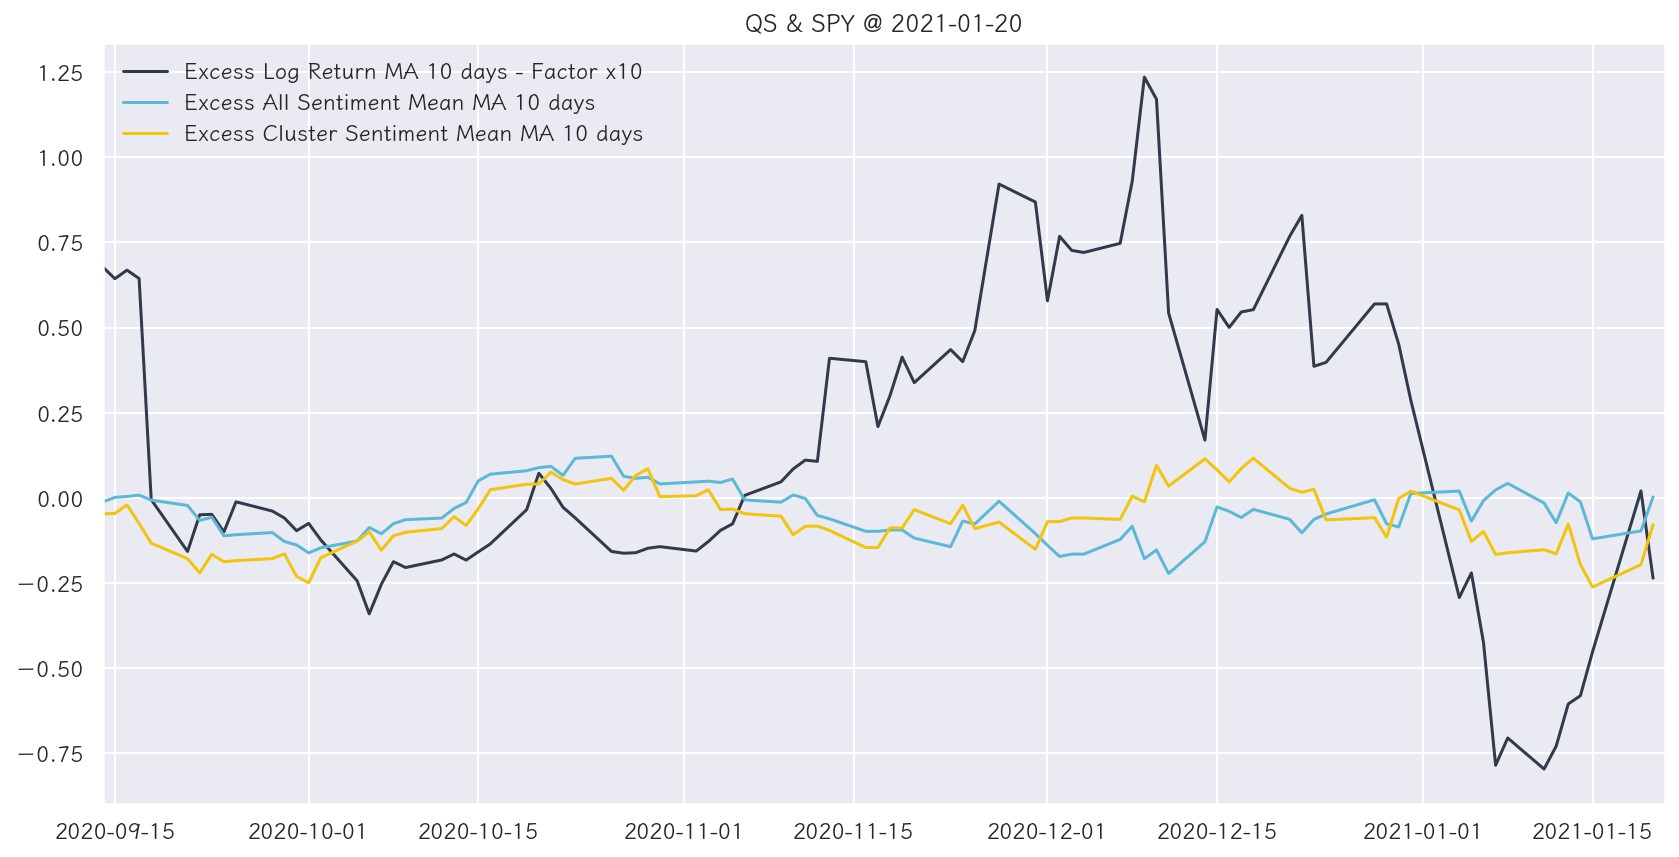 QS & SPY @ 2021-01-20
Excess Log Return MA 10 days - Factor x10
Excess All Sentiment Mean MA 10 days
Excess Cluster Sentiment Mean MA 10 days
1.25
1.00
0.75
0.50
0.25
0.00
−0.25
−0.50
−0.75
2020-09-15 2020-10-01 2020-10-15 2020-11-01 2020-11-15 2020-12-01 2020-12-15 2021-01-01 2021-01-15